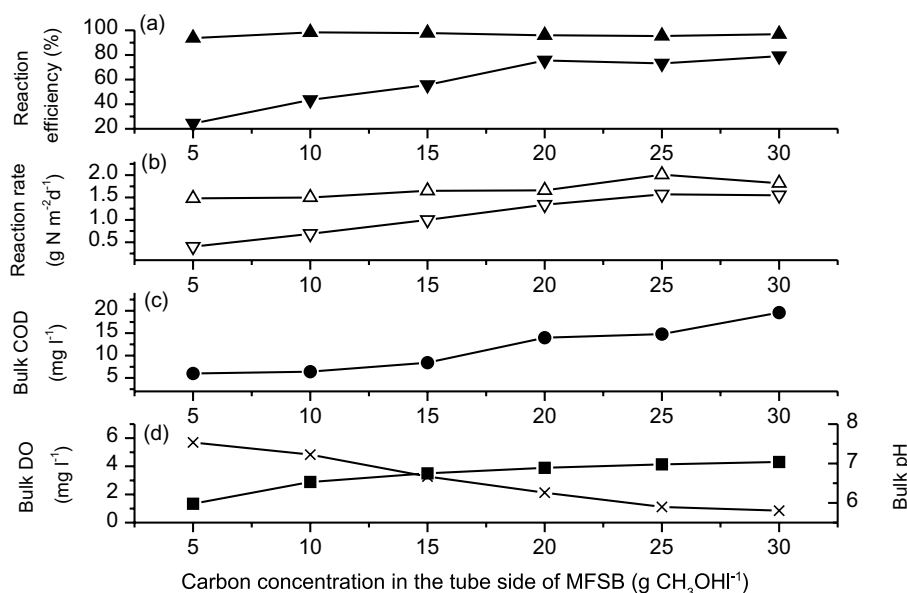 (a)
Reaction
efficiency (%)
100
80
60
40
20
5 10 15 20 25 30
(b)
Reaction rate
(g N m⁻²d⁻¹)
2.0
1.5
1.0
0.5
5 10 15 20 25 30
(c)
Bulk COD
(mg l⁻¹)
20
15
10
5
5 10 15 20 25 30
(d)
Bulk DO
(mg l⁻¹)
6
4
2
0
8
7
6
Bulk pH
5 10 15 20 25 30
Carbon concentration in the tube side of MFSB (g CH₃OHl⁻¹)